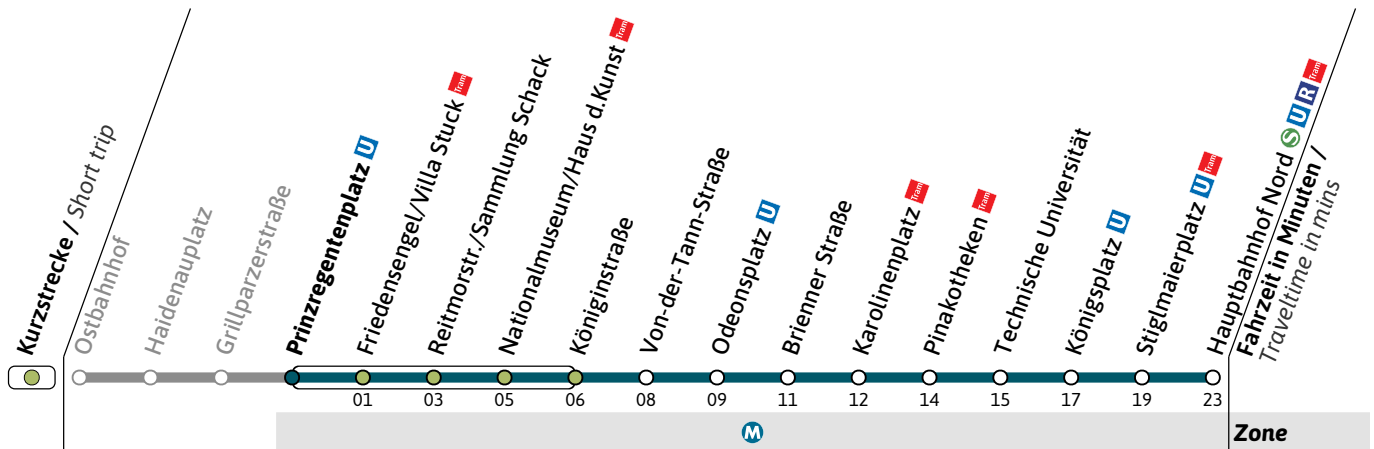 Kurzstrecke / Short trip
Ostbahnhof
Haidenauplatz
Grillparzerstraße
Prinzregentenplatz U
Friedensengel/Villa Stuck Tram
Reitmorstr./Sammlung Schack
Nationalmuseum/Haus d.Kunst Tram
Königinstraße
Von-der-Tann-Straße
Odeonsplatz U
Brienner Straße
Karolinenplatz Tram
Pinakotheken Tram
Technische Universität
Königsplatz U
Stiglmaierplatz U Tram
Hauptbahnhof Nord S U R Tram
Fahrzeit in Minuten /
Traveltime in mins
01 03 05 06 08 09 11 12 14 15 17 19 23
M Zone